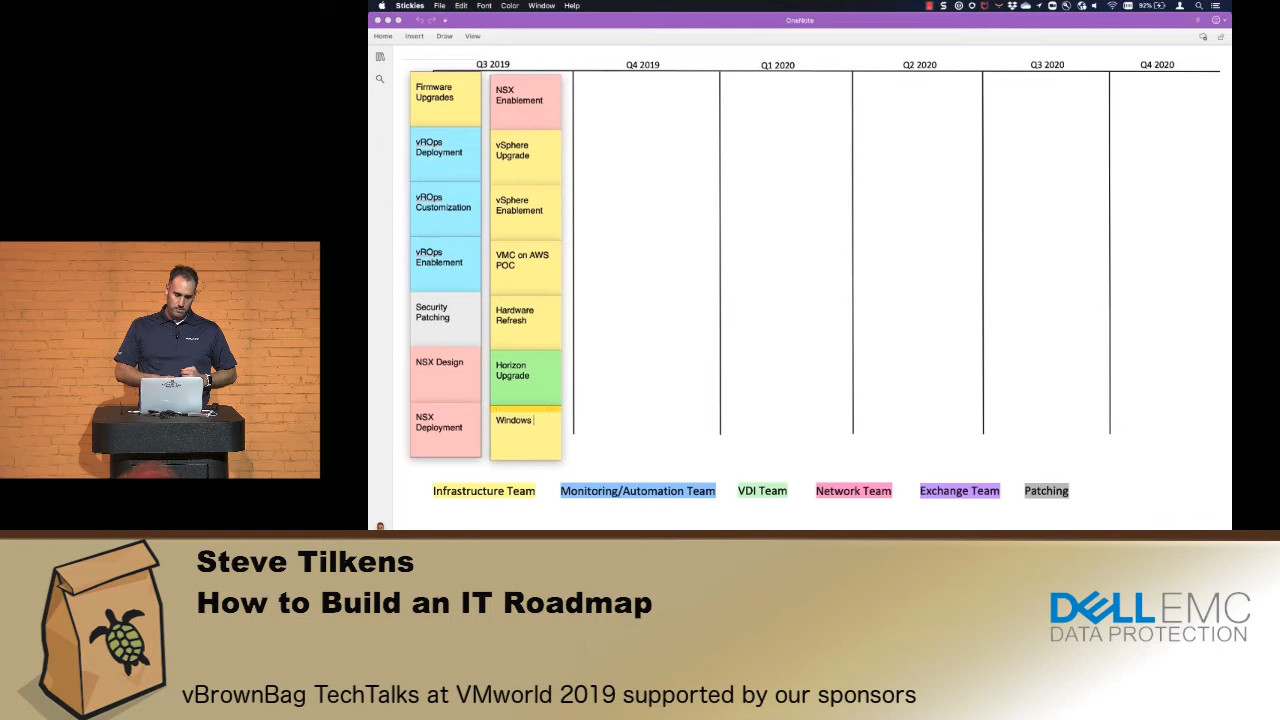 Stickies File Edit Font Color Window Help
92%
OneNote
Home Insert Draw View
Q3 2019 Q4 2019 Q1 2020 Q2 2020 Q3 2020 Q4 2020
Firmware
Upgrades
vROps
Deployment
vROps
Customization
vROps
Enablement
Security
Patching
NSX Design
NSX
Deployment
NSX
Enablement
vSphere
Upgrade
vSphere
Enablement
VMC on AWS
POC
Hardware
Refresh
Horizon
Upgrade
Windows
Infrastructure Team Monitoring/Automation Team VDI Team Network Team Exchange Team Patching
Steve Tilkens
How to Build an IT Roadmap
DELL EMC
DATA PROTECTION
vBrownBag TechTalks at VMworld 2019 supported by our sponsors